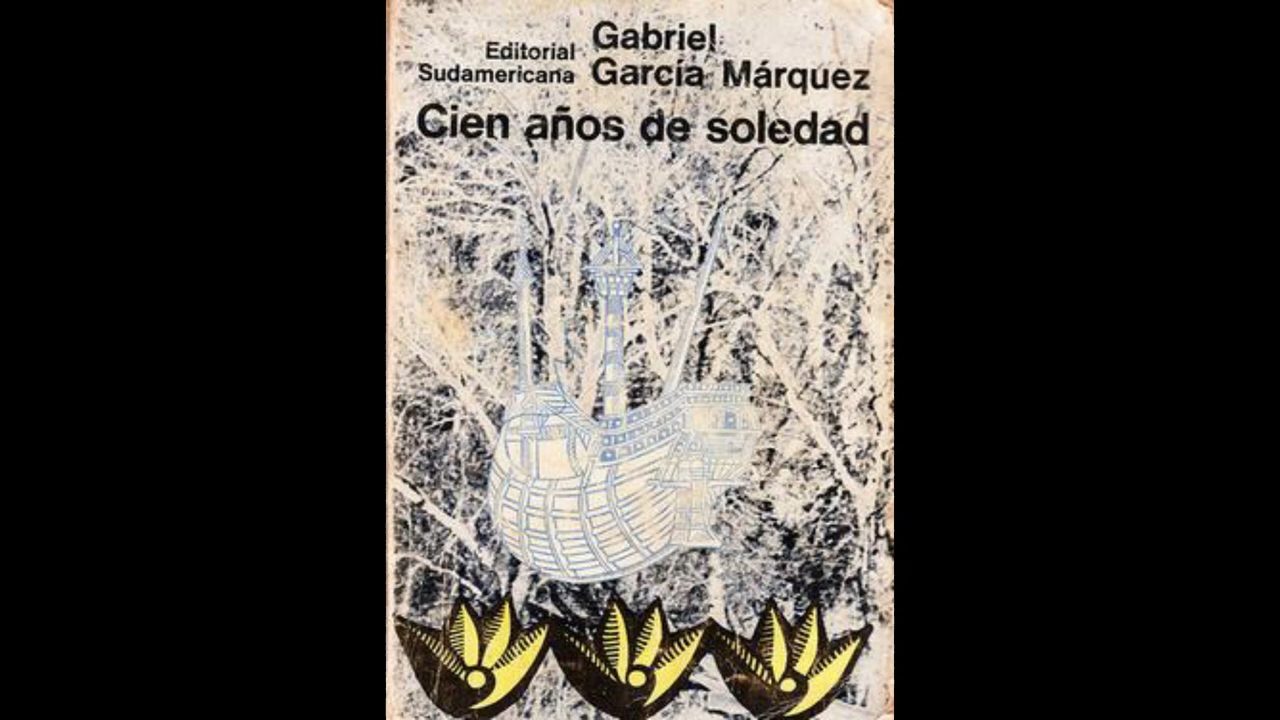 Editorial
Sudamericana
Gabriel
García Márquez
Cien años de soledad